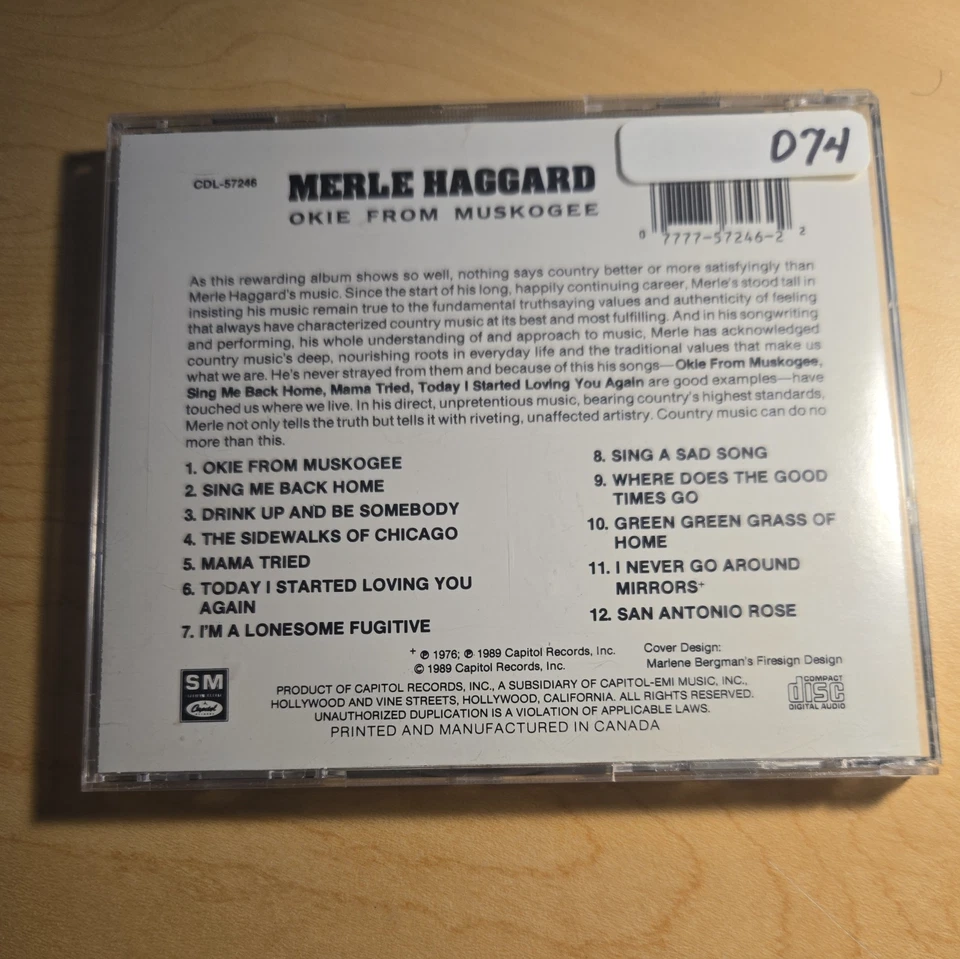 074
CDL-57246
MERLE HAGGARD
OKIE FROM MUSKOGEE
0 7777-57246-2 2
As this rewarding album shows so well, nothing says country better or more satisfyingly than
Merle Haggard's music. Since the start of his long, happily continuing career, Merle's stood tall in
insisting his music remain true to the fundamental truthsaying values and authenticity of feeling
that always have characterized country music at its best and most fulfilling. And in his songwriting
and performing, his whole understanding of and approach to music, Merle has acknowledged
country music's deep, nourishing roots in everyday life and the traditional values that make us
what we are. He's never strayed from them and because of this his songs—Okie From Muskogee,
Sing Me Back Home, Mama Tried, Today I Started Loving You Again are good examples—have
touched us where we live. In his direct, unpretentious music, bearing country's highest standards,
Merle not only tells the truth but tells it with riveting, unaffected artistry. Country music can do no
more than this.
1. OKIE FROM MUSKOGEE
2. SING ME BACK HOME
3. DRINK UP AND BE SOMEBODY
4. THE SIDEWALKS OF CHICAGO
5. MAMA TRIED
6. TODAY I STARTED LOVING YOU
AGAIN
7. I'M A LONESOME FUGITIVE
8. SING A SAD SONG
9. WHERE DOES THE GOOD
TIMES GO
10. GREEN GREEN GRASS OF
HOME
11. I NEVER GO AROUND
MIRRORS+
12. SAN ANTONIO ROSE
+ ℗ 1976; ℗ 1989 Capitol Records, Inc.
© 1989 Capitol Records, Inc.
Cover Design:
Marlene Bergman's Firesign Design
SM
Capitol
PRODUCT OF CAPITOL RECORDS, INC., A SUBSIDIARY OF CAPITOL-EMI MUSIC, INC.,
HOLLYWOOD AND VINE STREETS, HOLLYWOOD, CALIFORNIA. ALL RIGHTS RESERVED.
UNAUTHORIZED DUPLICATION IS A VIOLATION OF APPLICABLE LAWS.
PRINTED AND MANUFACTURED IN CANADA
COMPACT
disc
DIGITAL AUDIO